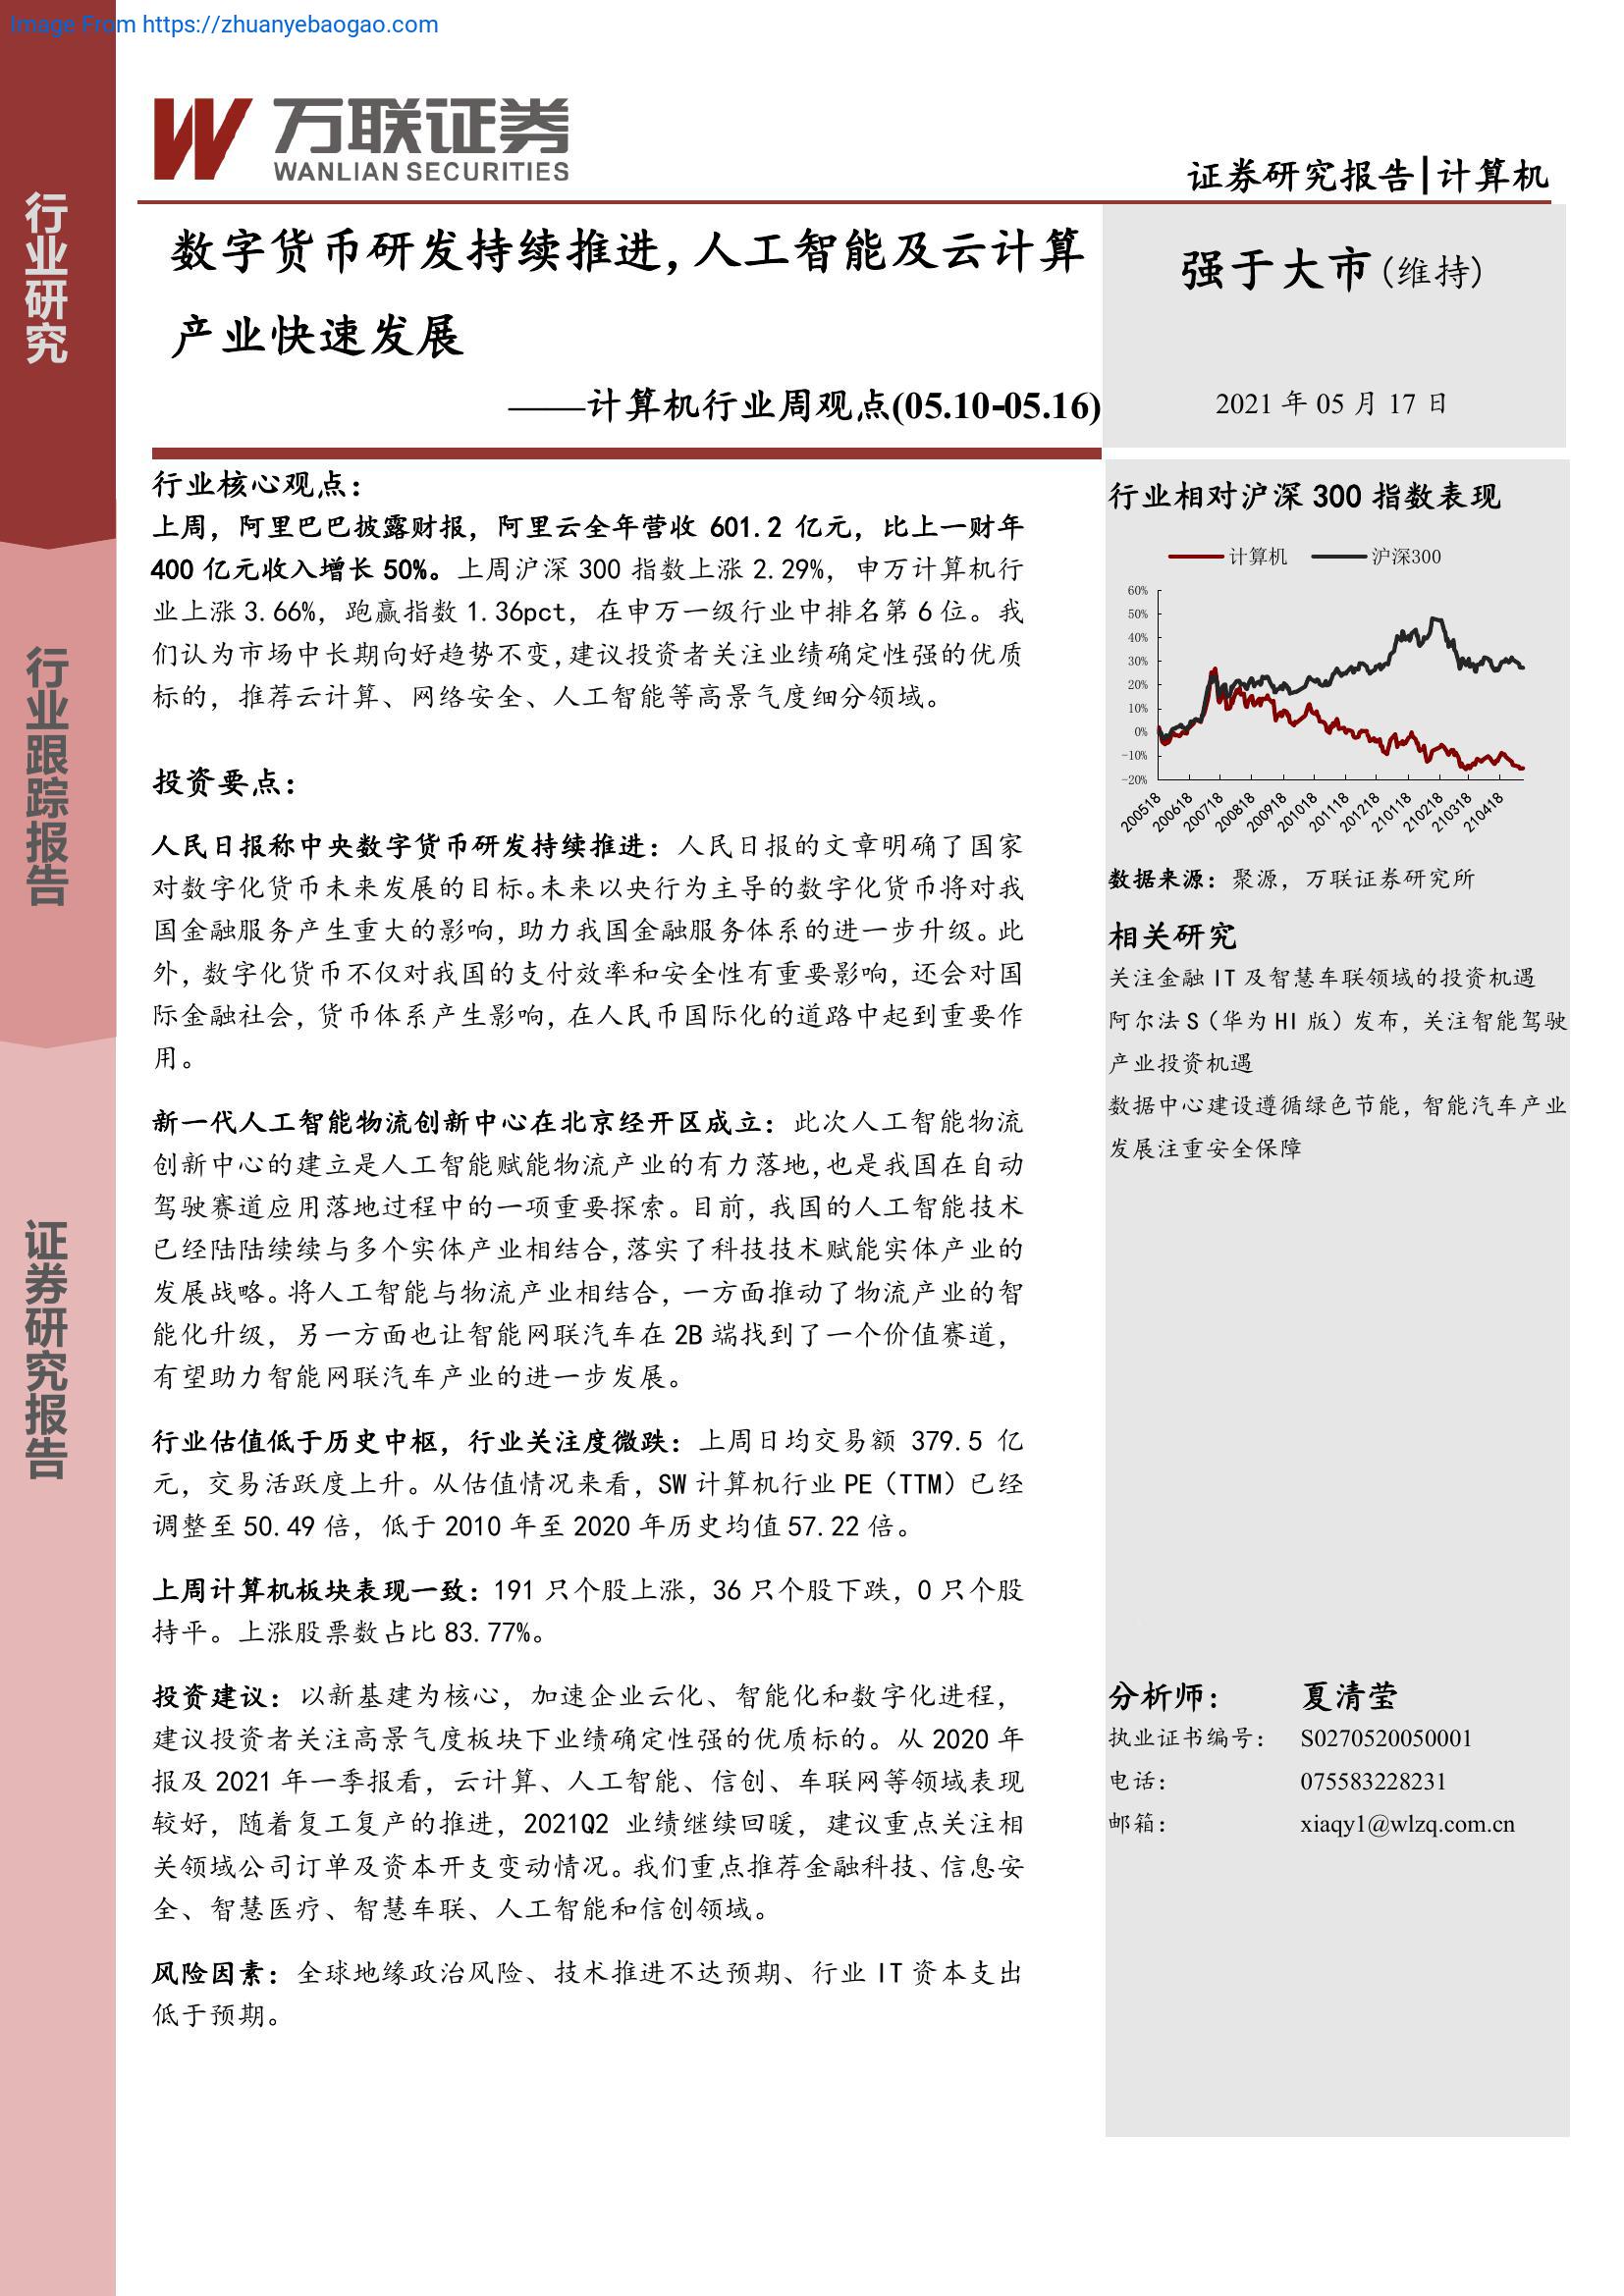 Image From https://zhuanyebaogao.com
万联证券
WANLIAN SECURITIES
证券研究报告|计算机
行业研究
行业跟踪报告
证券研究报告
数字货币研发持续推进,人工智能及云计算
产业快速发展
——计算机行业周观点(05.10-05.16)
强于大市(维持)
2021 年 05 月 17 日
行业核心观点：
上周，阿里巴巴披露财报，阿里云全年营收 601.2 亿元，比上一财年
400 亿元收入增长 50%。上周沪深 300 指数上涨 2.29%，申万计算机行
业上涨 3.66%，跑赢指数 1.36pct，在申万一级行业中排名第 6 位。我
们认为市场中长期向好趋势不变,建议投资者关注业绩确定性强的优质
标的，推荐云计算、网络安全、人工智能等高景气度细分领域。
投资要点：
人民日报称中央数字货币研发持续推进：人民日报的文章明确了国家
对数字化货币未来发展的目标。未来以央行为主导的数字化货币将对我
国金融服务产生重大的影响，助力我国金融服务体系的进一步升级。此
外，数字化货币不仅对我国的支付效率和安全性有重要影响，还会对国
际金融社会，货币体系产生影响，在人民币国际化的道路中起到重要作
用。
新一代人工智能物流创新中心在北京经开区成立：此次人工智能物流
创新中心的建立是人工智能赋能物流产业的有力落地,也是我国在自动
驾驶赛道应用落地过程中的一项重要探索。目前，我国的人工智能技术
已经陆陆续续与多个实体产业相结合,落实了科技技术赋能实体产业的
发展战略。将人工智能与物流产业相结合，一方面推动了物流产业的智
能化升级，另一方面也让智能网联汽车在 2B 端找到了一个价值赛道，
有望助力智能网联汽车产业的进一步发展。
行业估值低于历史中枢，行业关注度微跌：上周日均交易额 379.5 亿
元，交易活跃度上升。从估值情况来看，SW 计算机行业 PE（TTM）已经
调整至 50.49 倍，低于 2010 年至 2020 年历史均值 57.22 倍。
上周计算机板块表现一致：191 只个股上涨，36 只个股下跌，0 只个股
持平。上涨股票数占比 83.77%。
投资建议：以新基建为核心，加速企业云化、智能化和数字化进程，
建议投资者关注高景气度板块下业绩确定性强的优质标的。从 2020 年
报及 2021 年一季报看，云计算、人工智能、信创、车联网等领域表现
较好，随着复工复产的推进，2021Q2 业绩继续回暖，建议重点关注相
关领域公司订单及资本开支变动情况。我们重点推荐金融科技、信息安
全、智慧医疗、智慧车联、人工智能和信创领域。
风险因素：全球地缘政治风险、技术推进不达预期、行业 IT 资本支出
低于预期。
行业相对沪深 300 指数表现
计算机 沪深300
60%
50%
40%
30%
20%
10%
0%
-10%
-20%
200518 200618 200718 200818 200918 201018 201118 201218 210118 210218 210318 210418
数据来源：聚源，万联证券研究所
相关研究
关注金融 IT 及智慧车联领域的投资机遇
阿尔法 S（华为 HI 版）发布，关注智能驾驶
产业投资机遇
数据中心建设遵循绿色节能，智能汽车产业
发展注重安全保障
分析师： 夏清莹
执业证书编号： S0270520050001
电话： 075583228231
邮箱： xiaqy1@wlzq.com.cn